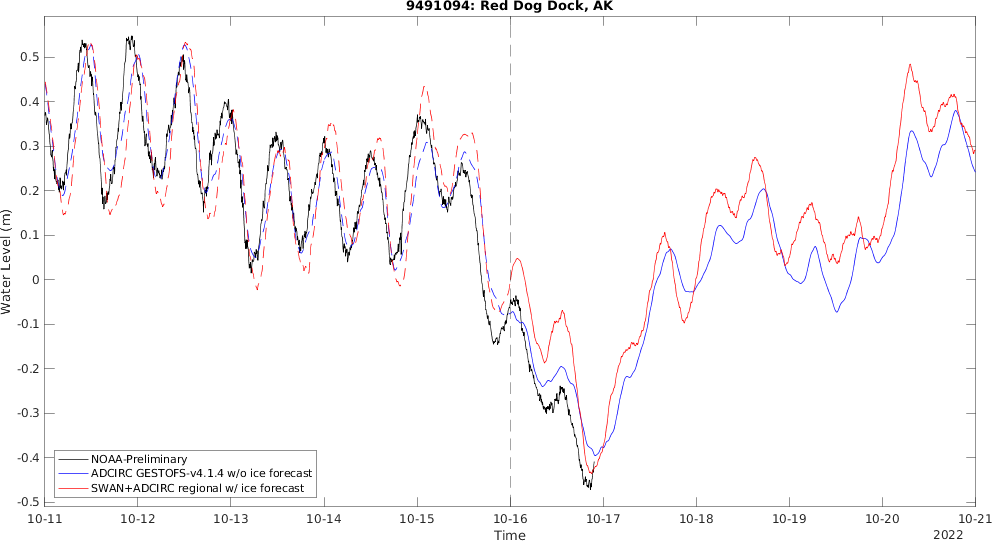 9491094: Red Dog Dock, AK
Water Level (m)
0.5
0.4
0.3
0.2
0.1
0
-0.1
-0.2
-0.3
-0.4
-0.5
NOAA-Preliminary
ADCIRC GESTOFS-v4.1.4 w/o ice forecast
SWAN+ADCIRC regional w/ ice forecast
10-11 10-12 10-13 10-14 10-15 10-16 10-17 10-18 10-19 10-20 10-21
Time
2022